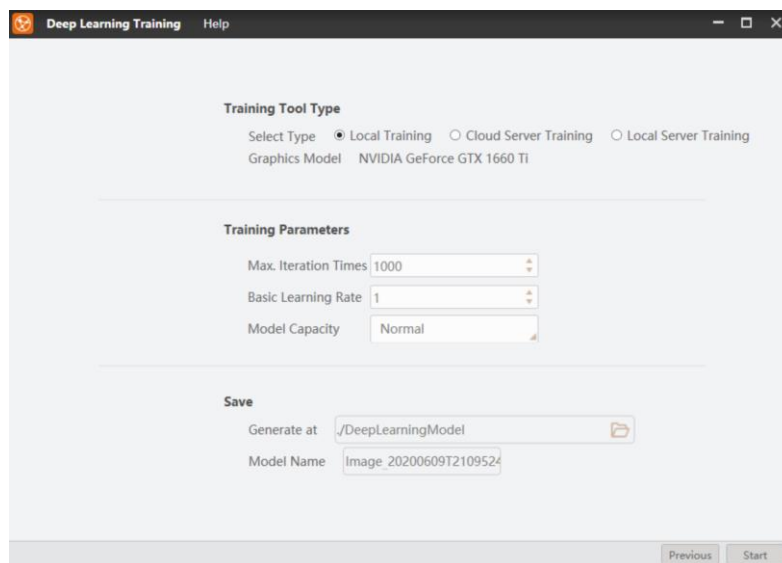 Deep Learning Training Help
Training Tool Type
Select Type Local Training Cloud Server Training Local Server Training
Graphics Model NVIDIA GeForce GTX 1660 Ti
Training Parameters
Max. Iteration Times 1000
Basic Learning Rate 1
Model Capacity Normal
Save
Generate at ./DeepLearningModel
Model Name Image_20200609T2109524
Previous Start